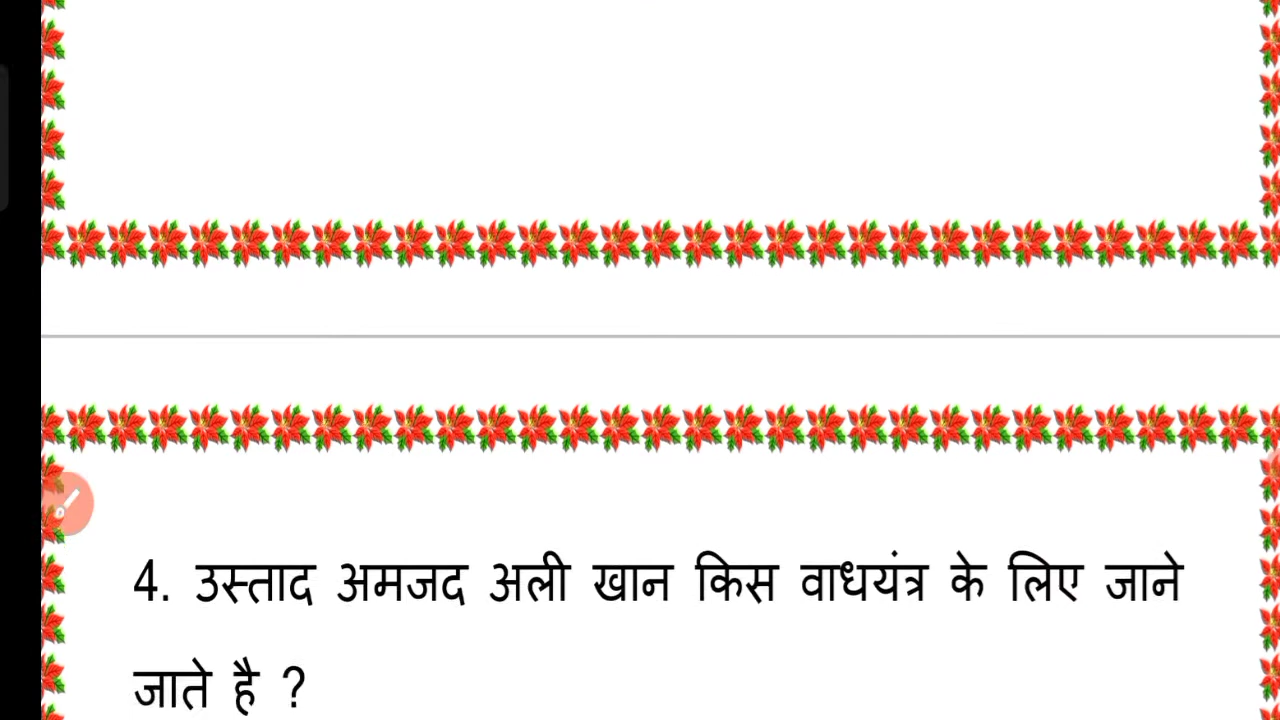 4. उस्ताद अमजद अली खान किस वाधयंत्र के लिए जाने
जाते है ?